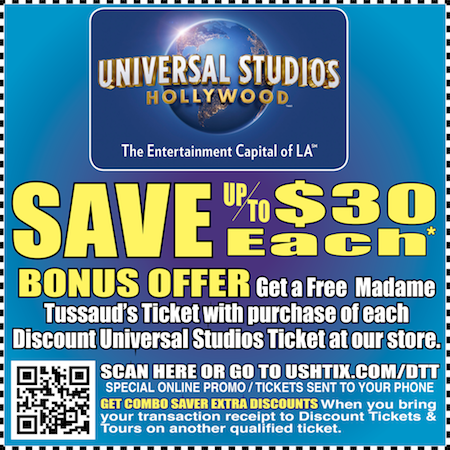 UNIVERSAL STUDIOS
HOLLYWOOD™
The Entertainment Capital of LA℠
SAVE UP/TO $30
Each*
BONUS OFFER Get a Free Madame
Tussaud's Ticket with purchase of each
Discount Universal Studios Ticket at our store.
SCAN HERE OR GO TO USHTIX.COM/DTT
SPECIAL ONLINE PROMO / TICKETS SENT TO YOUR PHONE
GET COMBO SAVER EXTRA DISCOUNTS When you bring
your transaction receipt to Discount Tickets &
Tours on another qualified ticket.